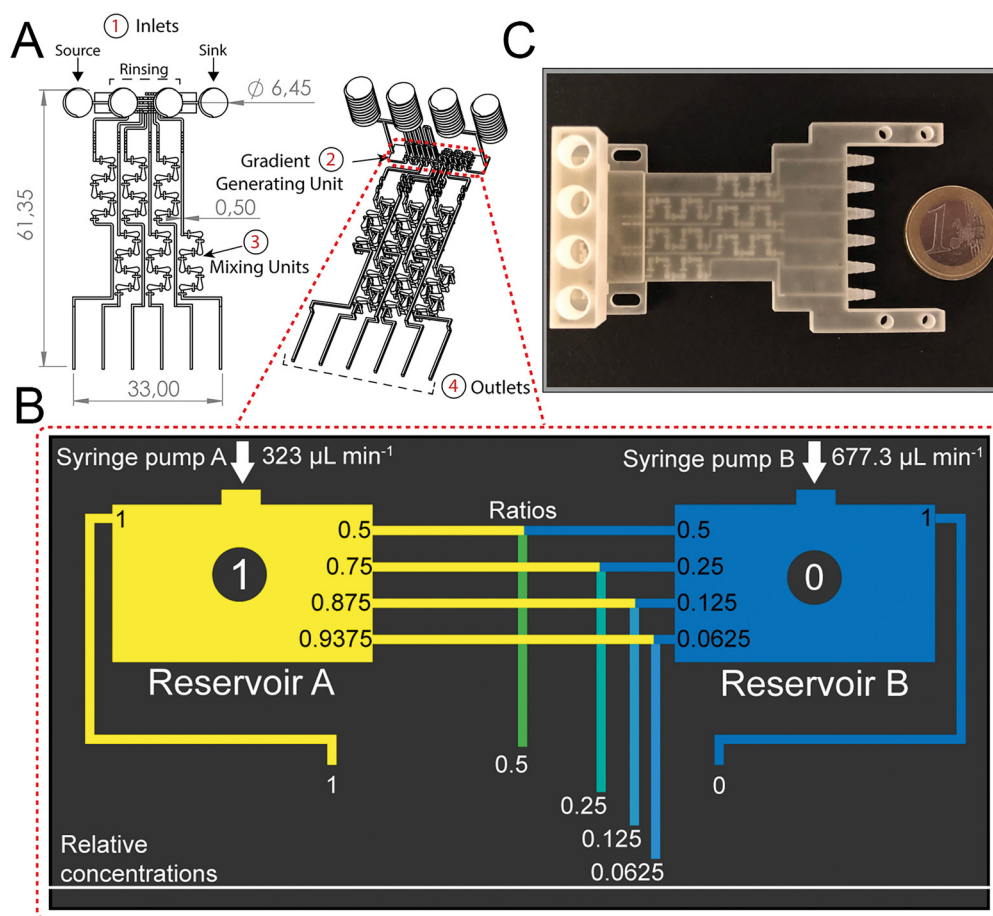 A
1 Inlets
Source
Sink
Rinsing
Ø 6,45
61,35
0,50
3
Mixing Units
33,00
Gradient 2
Generating Unit
4 Outlets
C
1
B
Syringe pump A 323 µL min-1
Syringe pump B 677.3 µL min-1
Ratios
1
0.5
0.5
1
1
0.75
0.25
0
0.875
0.125
0.9375
0.0625
Reservoir A
Reservoir B
0.5
1
0
0.25
0.125
0.0625
Relative
concentrations